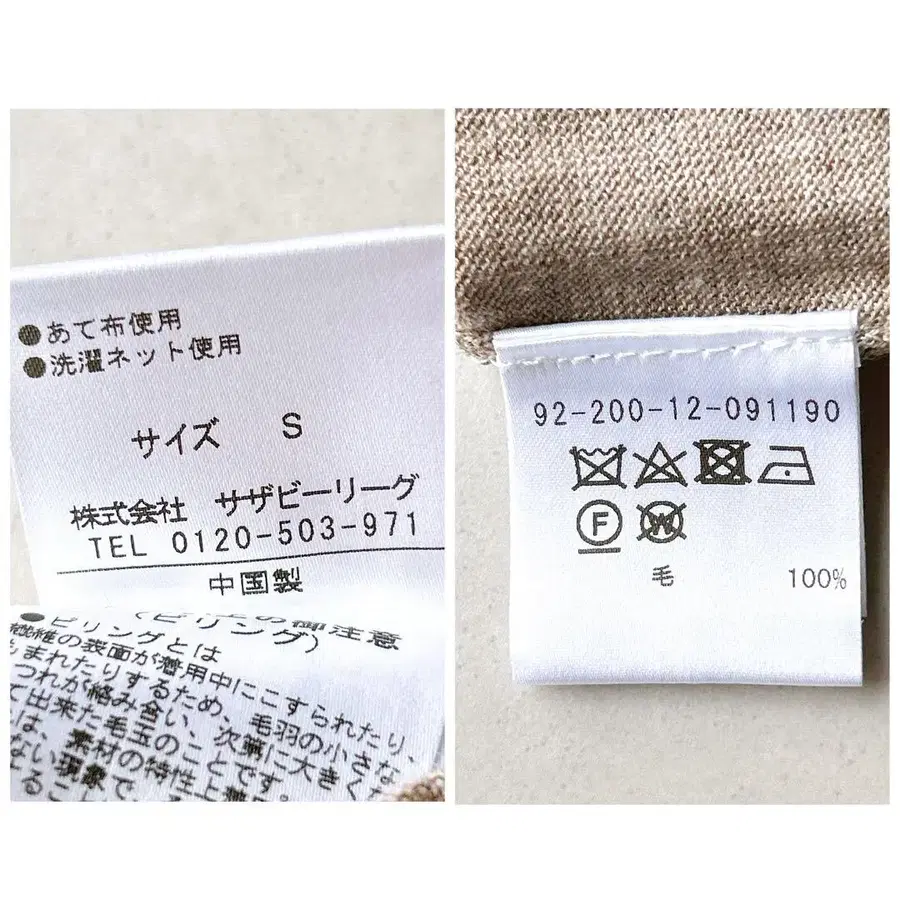 ●あて布使用
●洗濯ネット使用
サイズ S
株式会社 サザビーリーグ
TEL 0120-503-971
中国製
の御注意
(ピリング)
●ピリングとは
繊維の表面が着用中にこすられたり、
もまれたりするため、毛羽の小さな
つれが絡み合い、次第に大きく
て出来た毛玉のことです。
は、素材の特性上
ない現象で
ること
92-200-12-091190
F W
毛 100%